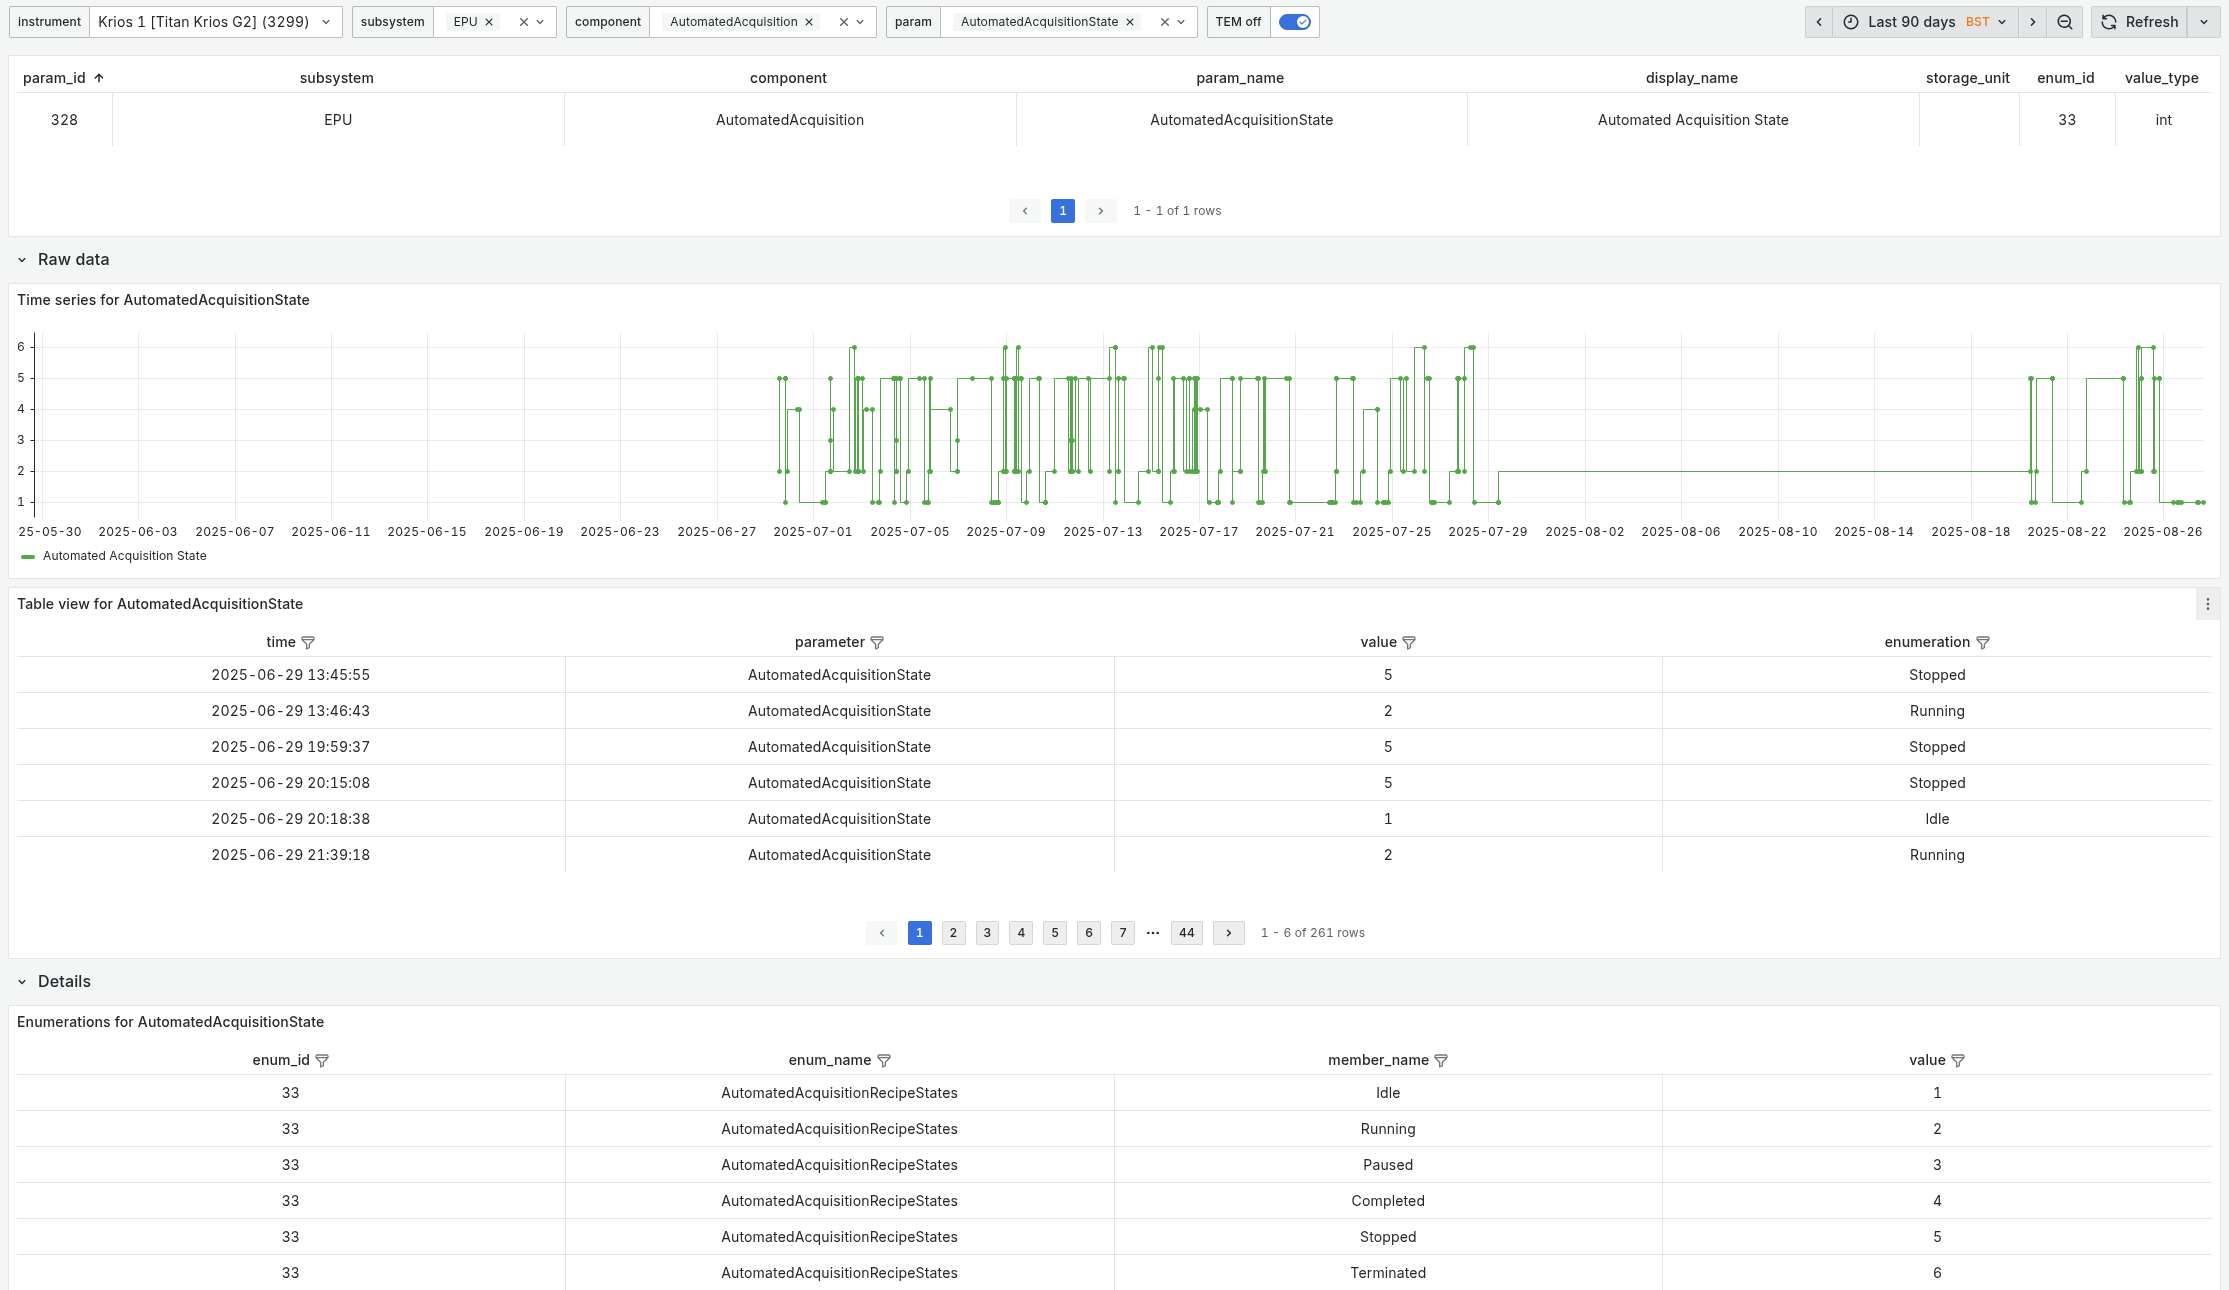 instrument Krios 1 [Titan Krios G2] (3299) subsystem EPU component AutomatedAcquisition param AutomatedAcquisitionState TEM off Last 90 days BST Refresh
param_id subsystem component param_name display_name storage_unit enum_id value_type
328 EPU AutomatedAcquisition AutomatedAcquisitionState Automated Acquisition State 33 int
1 1 - 1 of 1 rows
Raw data
Time series for AutomatedAcquisitionState
6
5
4
3
2
1
25-05-30 2025-06-03 2025-06-07 2025-06-11 2025-06-15 2025-06-19 2025-06-23 2025-06-27 2025-07-01 2025-07-05 2025-07-09 2025-07-13 2025-07-17 2025-07-21 2025-07-25 2025-07-29 2025-08-02 2025-08-06 2025-08-10 2025-08-14 2025-08-18 2025-08-22 2025-08-26
Automated Acquisition State
Table view for AutomatedAcquisitionState
time parameter value enumeration
2025-06-29 13:45:55 AutomatedAcquisitionState 5 Stopped
2025-06-29 13:46:43 AutomatedAcquisitionState 2 Running
2025-06-29 19:59:37 AutomatedAcquisitionState 5 Stopped
2025-06-29 20:15:08 AutomatedAcquisitionState 5 Stopped
2025-06-29 20:18:38 AutomatedAcquisitionState 1 Idle
2025-06-29 21:39:18 AutomatedAcquisitionState 2 Running
1 2 3 4 5 6 7 ... 44 1 - 6 of 261 rows
Details
Enumerations for AutomatedAcquisitionState
enum_id enum_name member_name value
33 AutomatedAcquisitionRecipeStates Idle 1
33 AutomatedAcquisitionRecipeStates Running 2
33 AutomatedAcquisitionRecipeStates Paused 3
33 AutomatedAcquisitionRecipeStates Completed 4
33 AutomatedAcquisitionRecipeStates Stopped 5
33 AutomatedAcquisitionRecipeStates Terminated 6